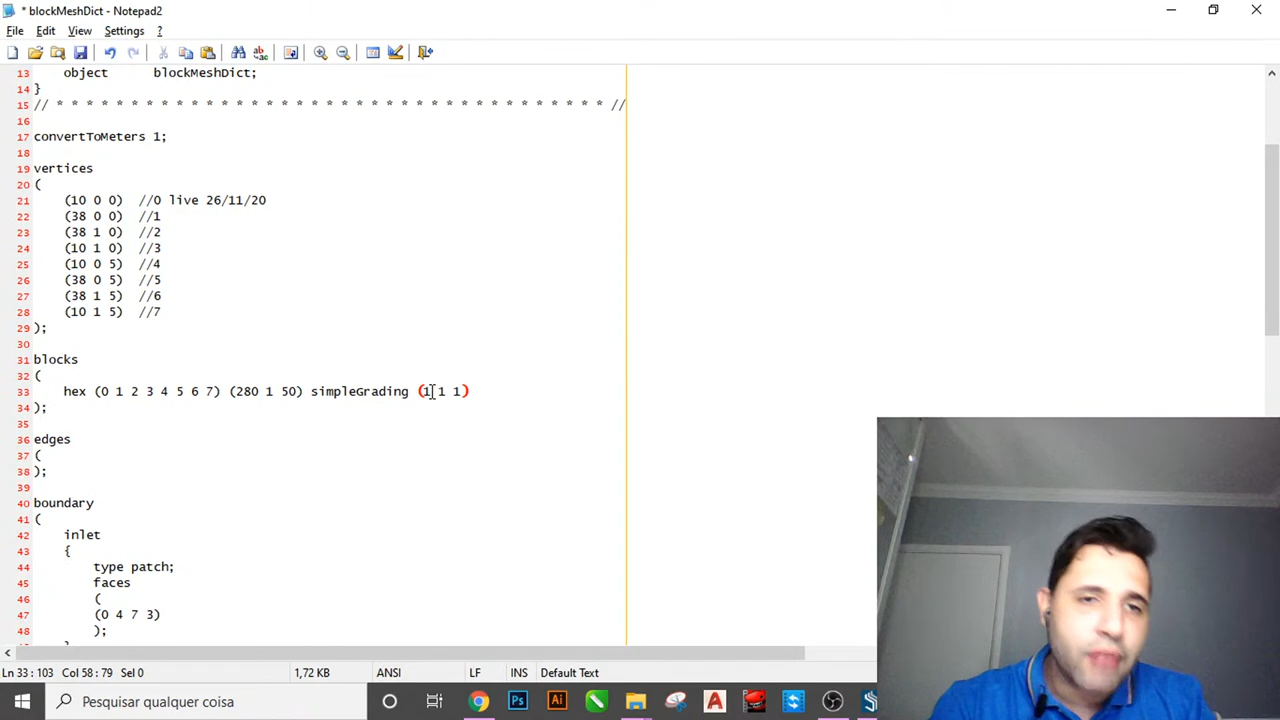 * blockMeshDict - Notepad2
File Edit View Settings ?
13 object blockMeshDict;
14 }
15 // * * * * * * * * * * * * * * * * * * * * * * * * * * * * * * * * * * * * * //
16
17 convertToMeters 1;
18
19 vertices
20 (
21 (10 0 0) //0 live 26/11/20
22 (38 0 0) //1
23 (38 1 0) //2
24 (10 1 0) //3
25 (10 0 5) //4
26 (38 0 5) //5
27 (38 1 5) //6
28 (10 1 5) //7
29 );
30
31 blocks
32 (
33 hex (0 1 2 3 4 5 6 7) (280 1 50) simpleGrading (1 1 1)
34 );
35
36 edges
37 (
38 );
39
40 boundary
41 (
42 inlet
43 {
44 type patch;
45 faces
46 (
47 (0 4 7 3)
48 );
Ln 33 : 103 Col 58 : 79 Sel 0 1,72 KB ANSI LF INS Default Text
Pesquisar qualquer coisa Ps Ai A